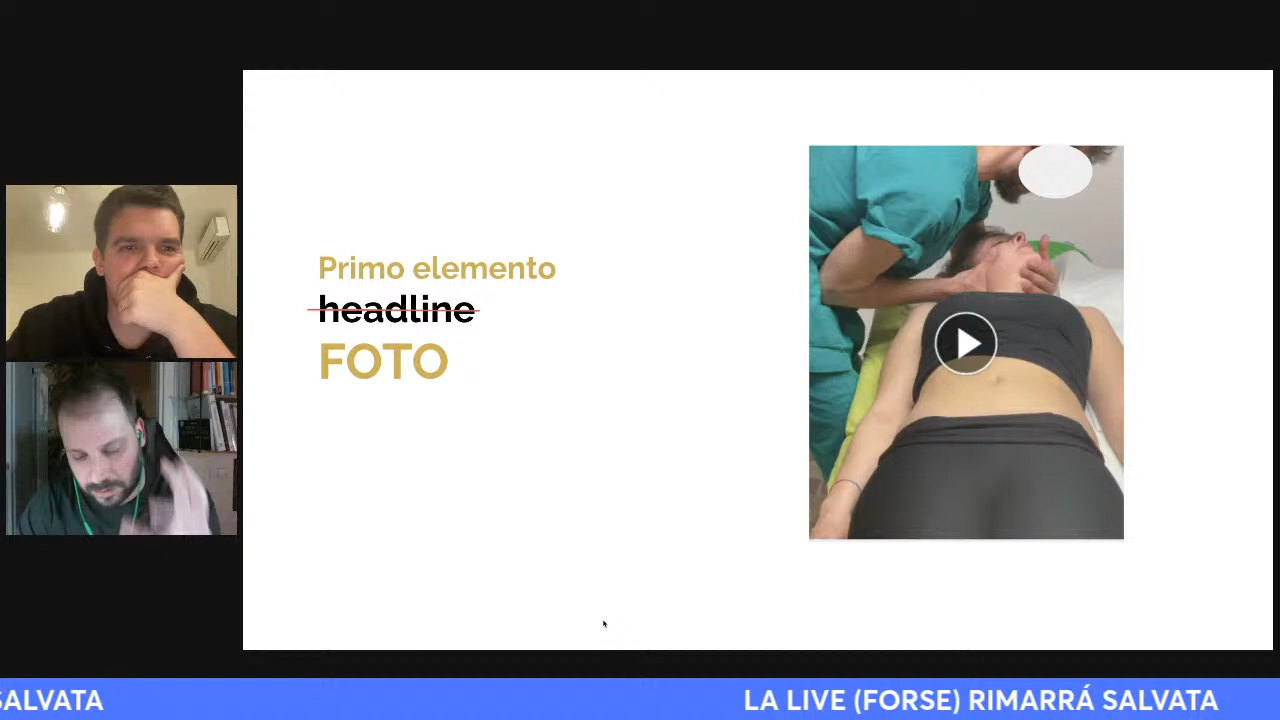 Primo elemento
headline
FOTO
SALVATA
LA LIVE (FORSE) RIMARRÁ SALVATA